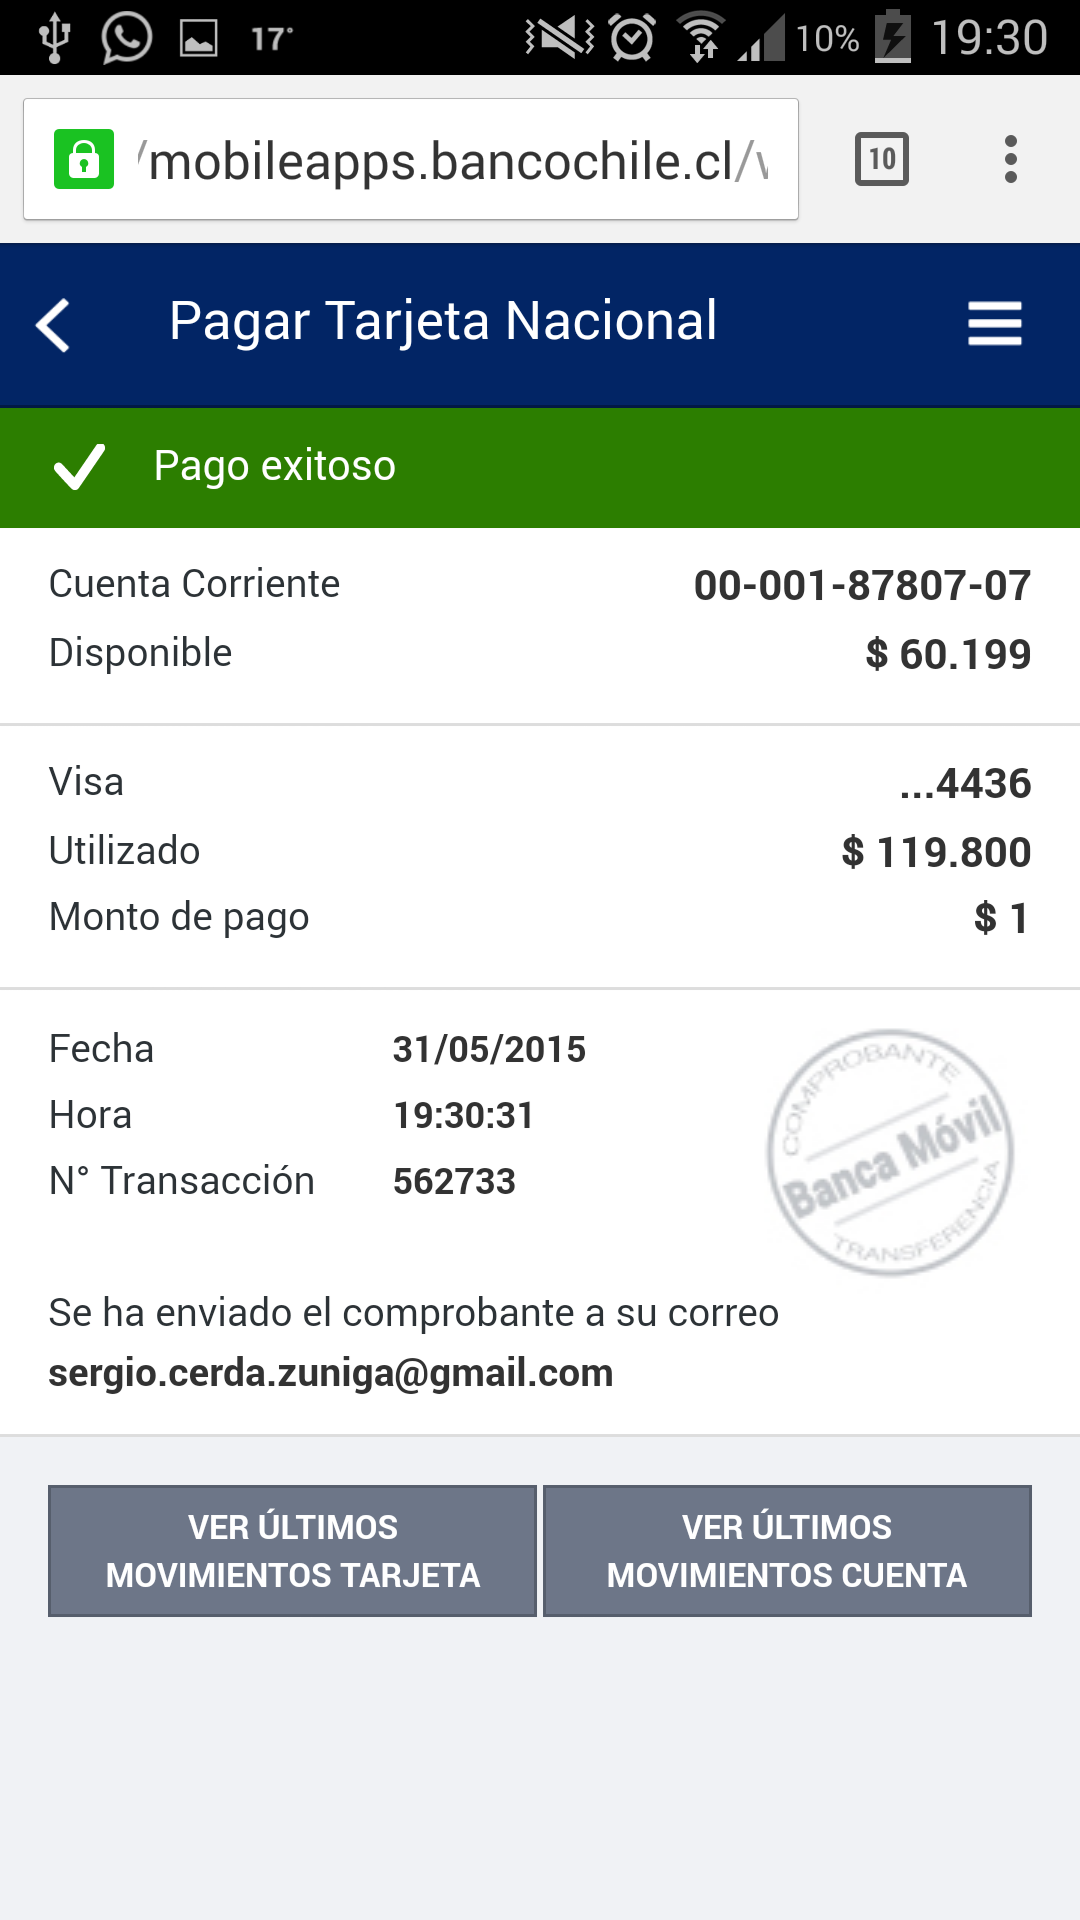 17°
10%
19:30
/mobileapps.bancochile.cl/
10
Pagar Tarjeta Nacional
Pago exitoso
Cuenta Corriente 00-001-87807-07
Disponible $ 60.199
Visa ...4436
Utilizado $ 119.800
Monto de pago $ 1
Fecha 31/05/2015
Hora 19:30:31
N° Transacción 562733
COMPROBANTE
Banca Móvil
TRANSFERENCIA
Se ha enviado el comprobante a su correo
sergio.cerda.zuniga@gmail.com
VER ÚLTIMOS
MOVIMIENTOS TARJETA
VER ÚLTIMOS
MOVIMIENTOS CUENTA